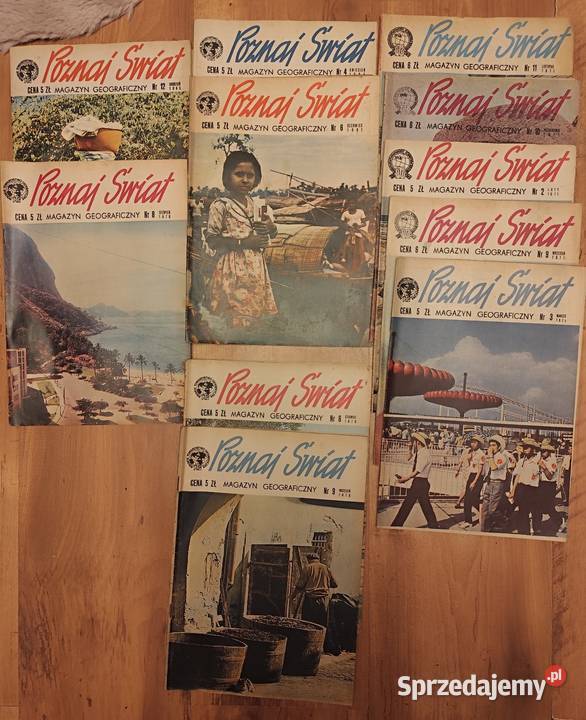 Poznaj Świat
CENA 5 ZŁ MAGAZYN GEOGRAFICZNY Nr 12
Poznaj Świat
CENA 5 ZŁ MAGAZYN GEOGRAFICZNY Nr 8
Poznaj Świat
CENA 5 ZŁ MAGAZYN GEOGRAFICZNY Nr 4
Poznaj Świat
CENA 5 ZŁ MAGAZYN GEOGRAFICZNY Nr 6
Poznaj Świat
CENA 5 ZŁ MAGAZYN GEOGRAFICZNY Nr 6
Poznaj Świat
CENA 5 ZŁ MAGAZYN GEOGRAFICZNY Nr 9
Poznaj Świat
CENA 6 ZŁ MAGAZYN GEOGRAFICZNY Nr 11
Poznaj Świat
CENA 6 ZŁ MAGAZYN GEOGRAFICZNY Nr 10
Poznaj Świat
CENA 5 ZŁ MAGAZYN GEOGRAFICZNY Nr 2
Poznaj Świat
CENA 6 ZŁ MAGAZYN GEOGRAFICZNY Nr 9
Poznaj Świat
CENA 5 ZŁ MAGAZYN GEOGRAFICZNY Nr 3 MARZEC
Sprzedajemy.pl